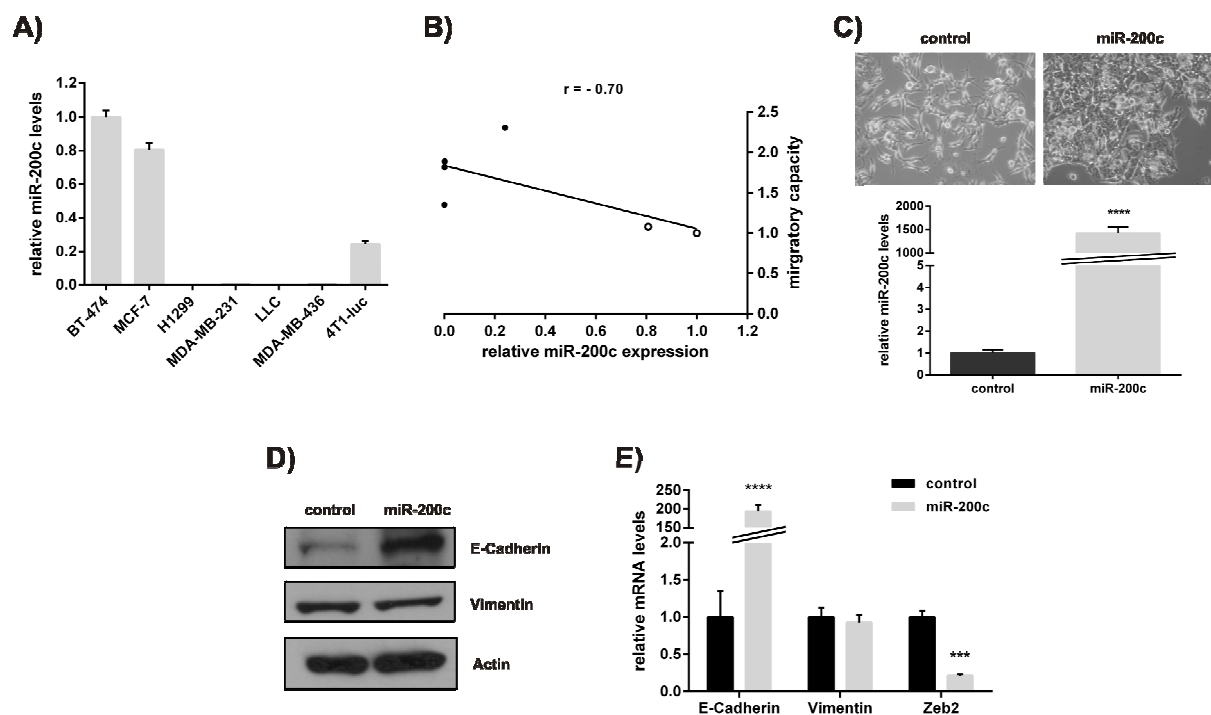 A)
relative miR-200c levels
1.2
1.0
0.8
0.6
0.4
0.2
0.0
BT-474
MCF-7
H1299
MDA-MB-231
LLC
MDA-MB-436
4T1-luc
B)
r = - 0.70
2.5
2.0
1.5
1.0
0.5
0.0
mirgratory capacity
0.0 0.2 0.4 0.6 0.8 1.0 1.2
relative miR-200c expression
C)
control miR-200c
relative miR-200c levels
2000
1500
1000
5
4
3
2
1
0
****
control miR-200c
D)
control miR-200c
E-Cadherin
Vimentin
Actin
E)
control
miR-200c
relative mRNA levels
250
200
150
2.0
1.5
1.0
0.5
0.0
****
***
E-Cadherin Vimentin Zeb2